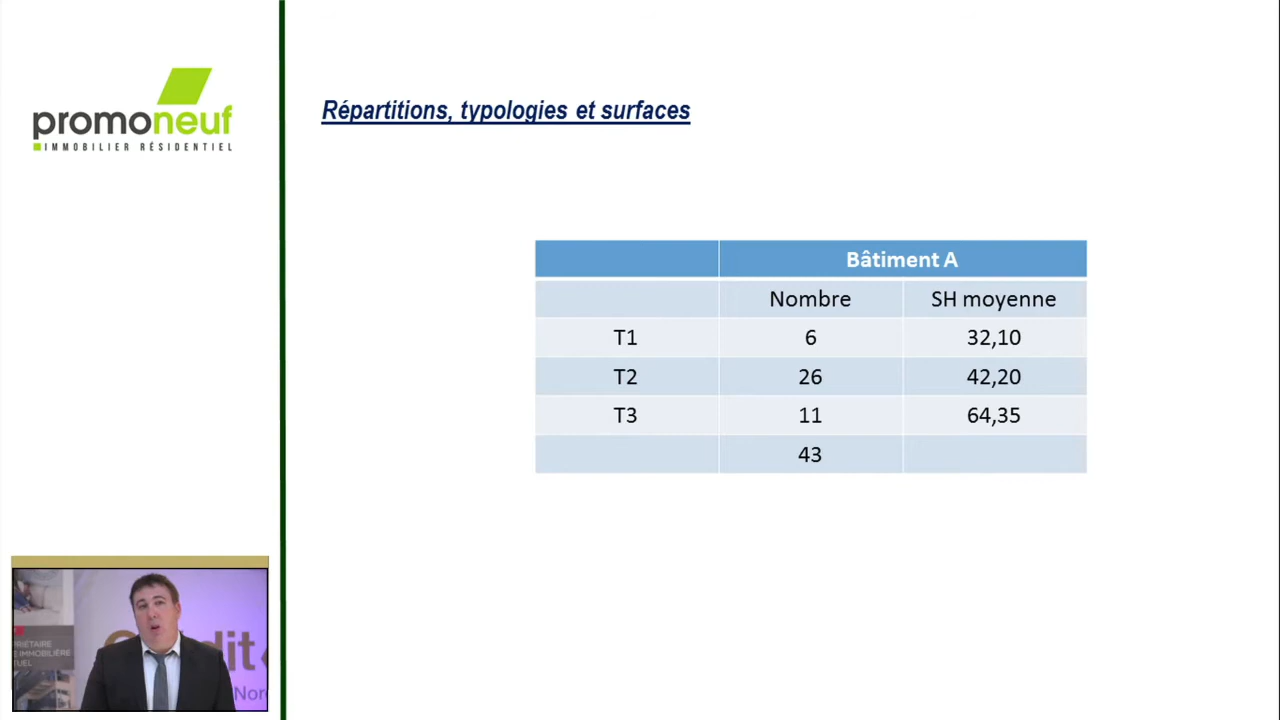 promoneuf
IMMOBILIER RÉSIDENTIEL
Répartitions, typologies et surfaces
Bâtiment A
Nombre SH moyenne
T1 6 32,10
T2 26 42,20
T3 11 64,35
43